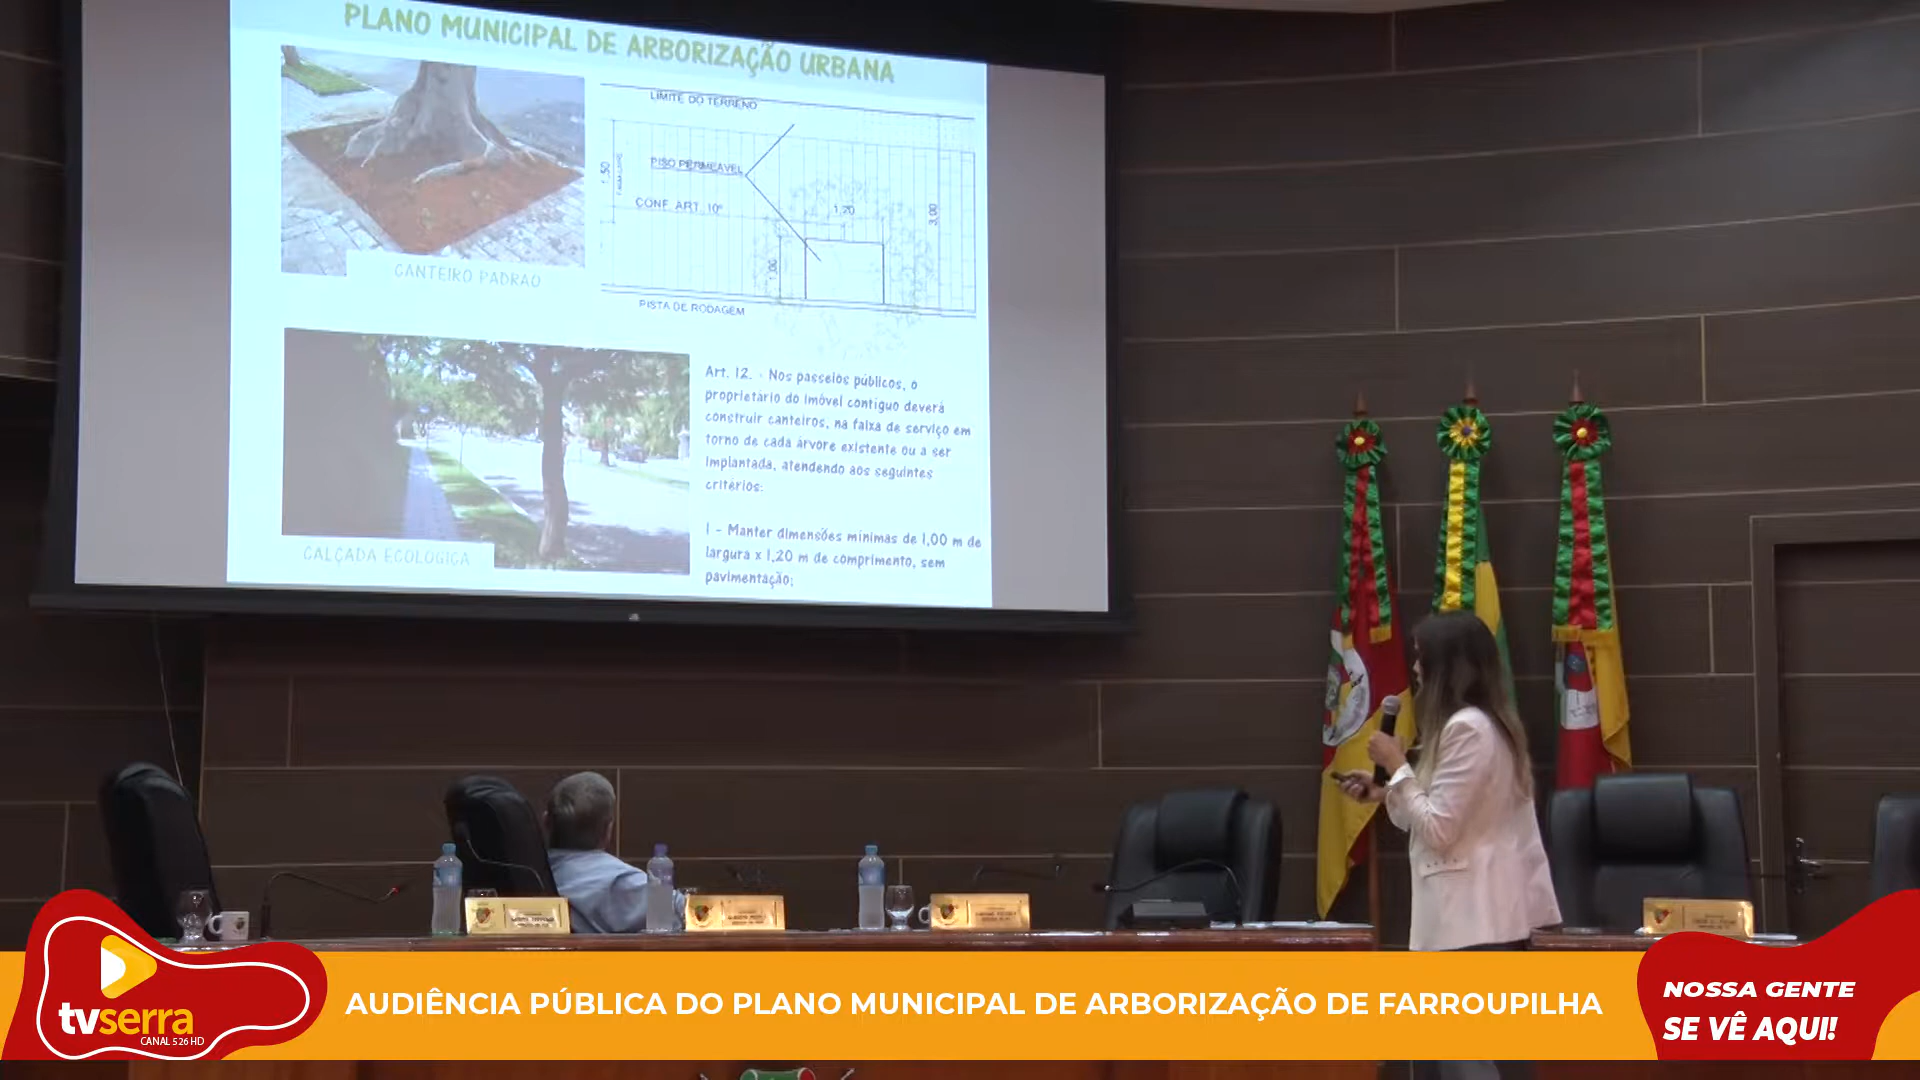 PLANO MUNICIPAL DE ARBORIZAÇÃO URBANA
LIMITE DO TERRENO
PISO PERMEAVEL
CONF. ART. 10º
1,50
1,20
3,00
1,00
PISTA DE RODAGEM
CANTEIRO PADRAO
CALÇADA ECOLOGICA
Art. 12. - Nos passeios públicos, o
proprietário do imóvel contíguo deverá
construir canteiros, na faixa de serviço em
torno de cada árvore existente ou a ser
implantada, atendendo aos seguintes
critérios:
I - Manter dimensões mínimas de 1,00 m de
largura x 1,20 m de comprimento, sem
pavimentação;
tvserra
CANAL 526 HD
AUDIÊNCIA PÚBLICA DO PLANO MUNICIPAL DE ARBORIZAÇÃO DE FARROUPILHA
NOSSA GENTE
SE VÊ AQUI!